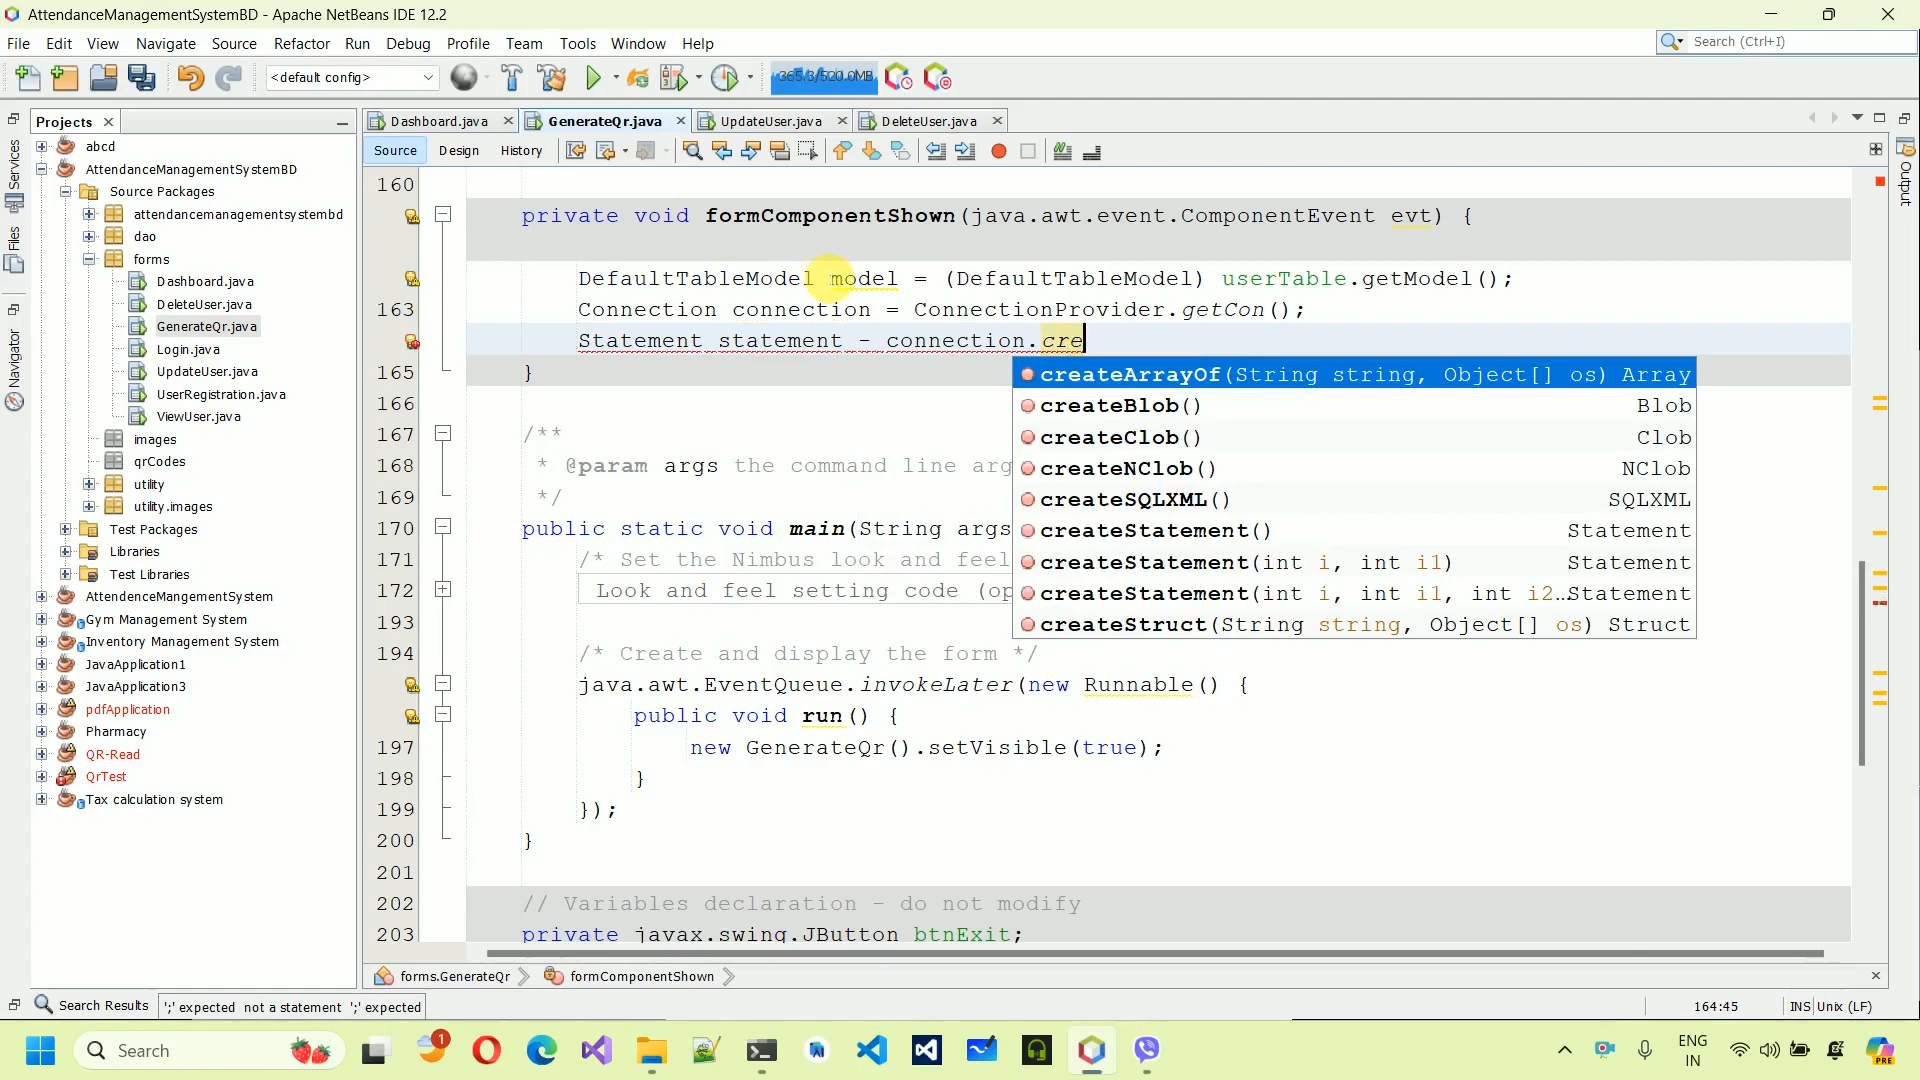 AttendanceManagementSystemBD - Apache NetBeans IDE 12.2
File Edit View Navigate Source Refactor Run Debug Profile Team Tools Window Help
Search (Ctrl+I)
<default config>
365.3/520.0MB
Projects
Dashboard.java
GenerateQr.java
UpdateUser.java
DeleteUser.java
Source Design History
Services
Files
Navigator
Output
abcd
AttendanceManagementSystemBD
Source Packages
attendancemanagementsystembd
dao
forms
Dashboard.java
DeleteUser.java
GenerateQr.java
Login.java
UpdateUser.java
UserRegistration.java
ViewUser.java
images
qrCodes
utility
utility.images
Test Packages
Libraries
Test Libraries
AttendenceMangementSystem
Gym Management System
Inventory Management System
JavaApplication1
JavaApplication3
pdfApplication
Pharmacy
QR-Read
QrTest
Tax calculation system
160
private void formComponentShown(java.awt.event.ComponentEvent evt) {
DefaultTableModel model = (DefaultTableModel) userTable.getModel();
163 Connection connection = ConnectionProvider.getCon();
Statement statement - connection.cre
165 }
166
167 /**
168 * @param args the command line arg
169 */
170 public static void main(String args
171 /* Set the Nimbus look and feel
172 Look and feel setting code (op
193
194 /* Create and display the form */
java.awt.EventQueue.invokeLater(new Runnable() {
public void run() {
197 new GenerateQr().setVisible(true);
198 }
199 });
200 }
201
202 // Variables declaration - do not modify
203 private javax.swing.JButton btnExit;
createArrayOf(String string, Object[] os) Array
createBlob() Blob
createClob() Clob
createNClob() NClob
createSQLXML() SQLXML
createStatement() Statement
createStatement(int i, int i1) Statement
createStatement(int i, int i1, int i2...Statement
createStruct(String string, Object[] os) Struct
forms.GenerateQr
formComponentShown
Search Results
';' expected not a statement ';' expected
164:45
INS Unix (LF)
Search
1
ENG
IN
PRE